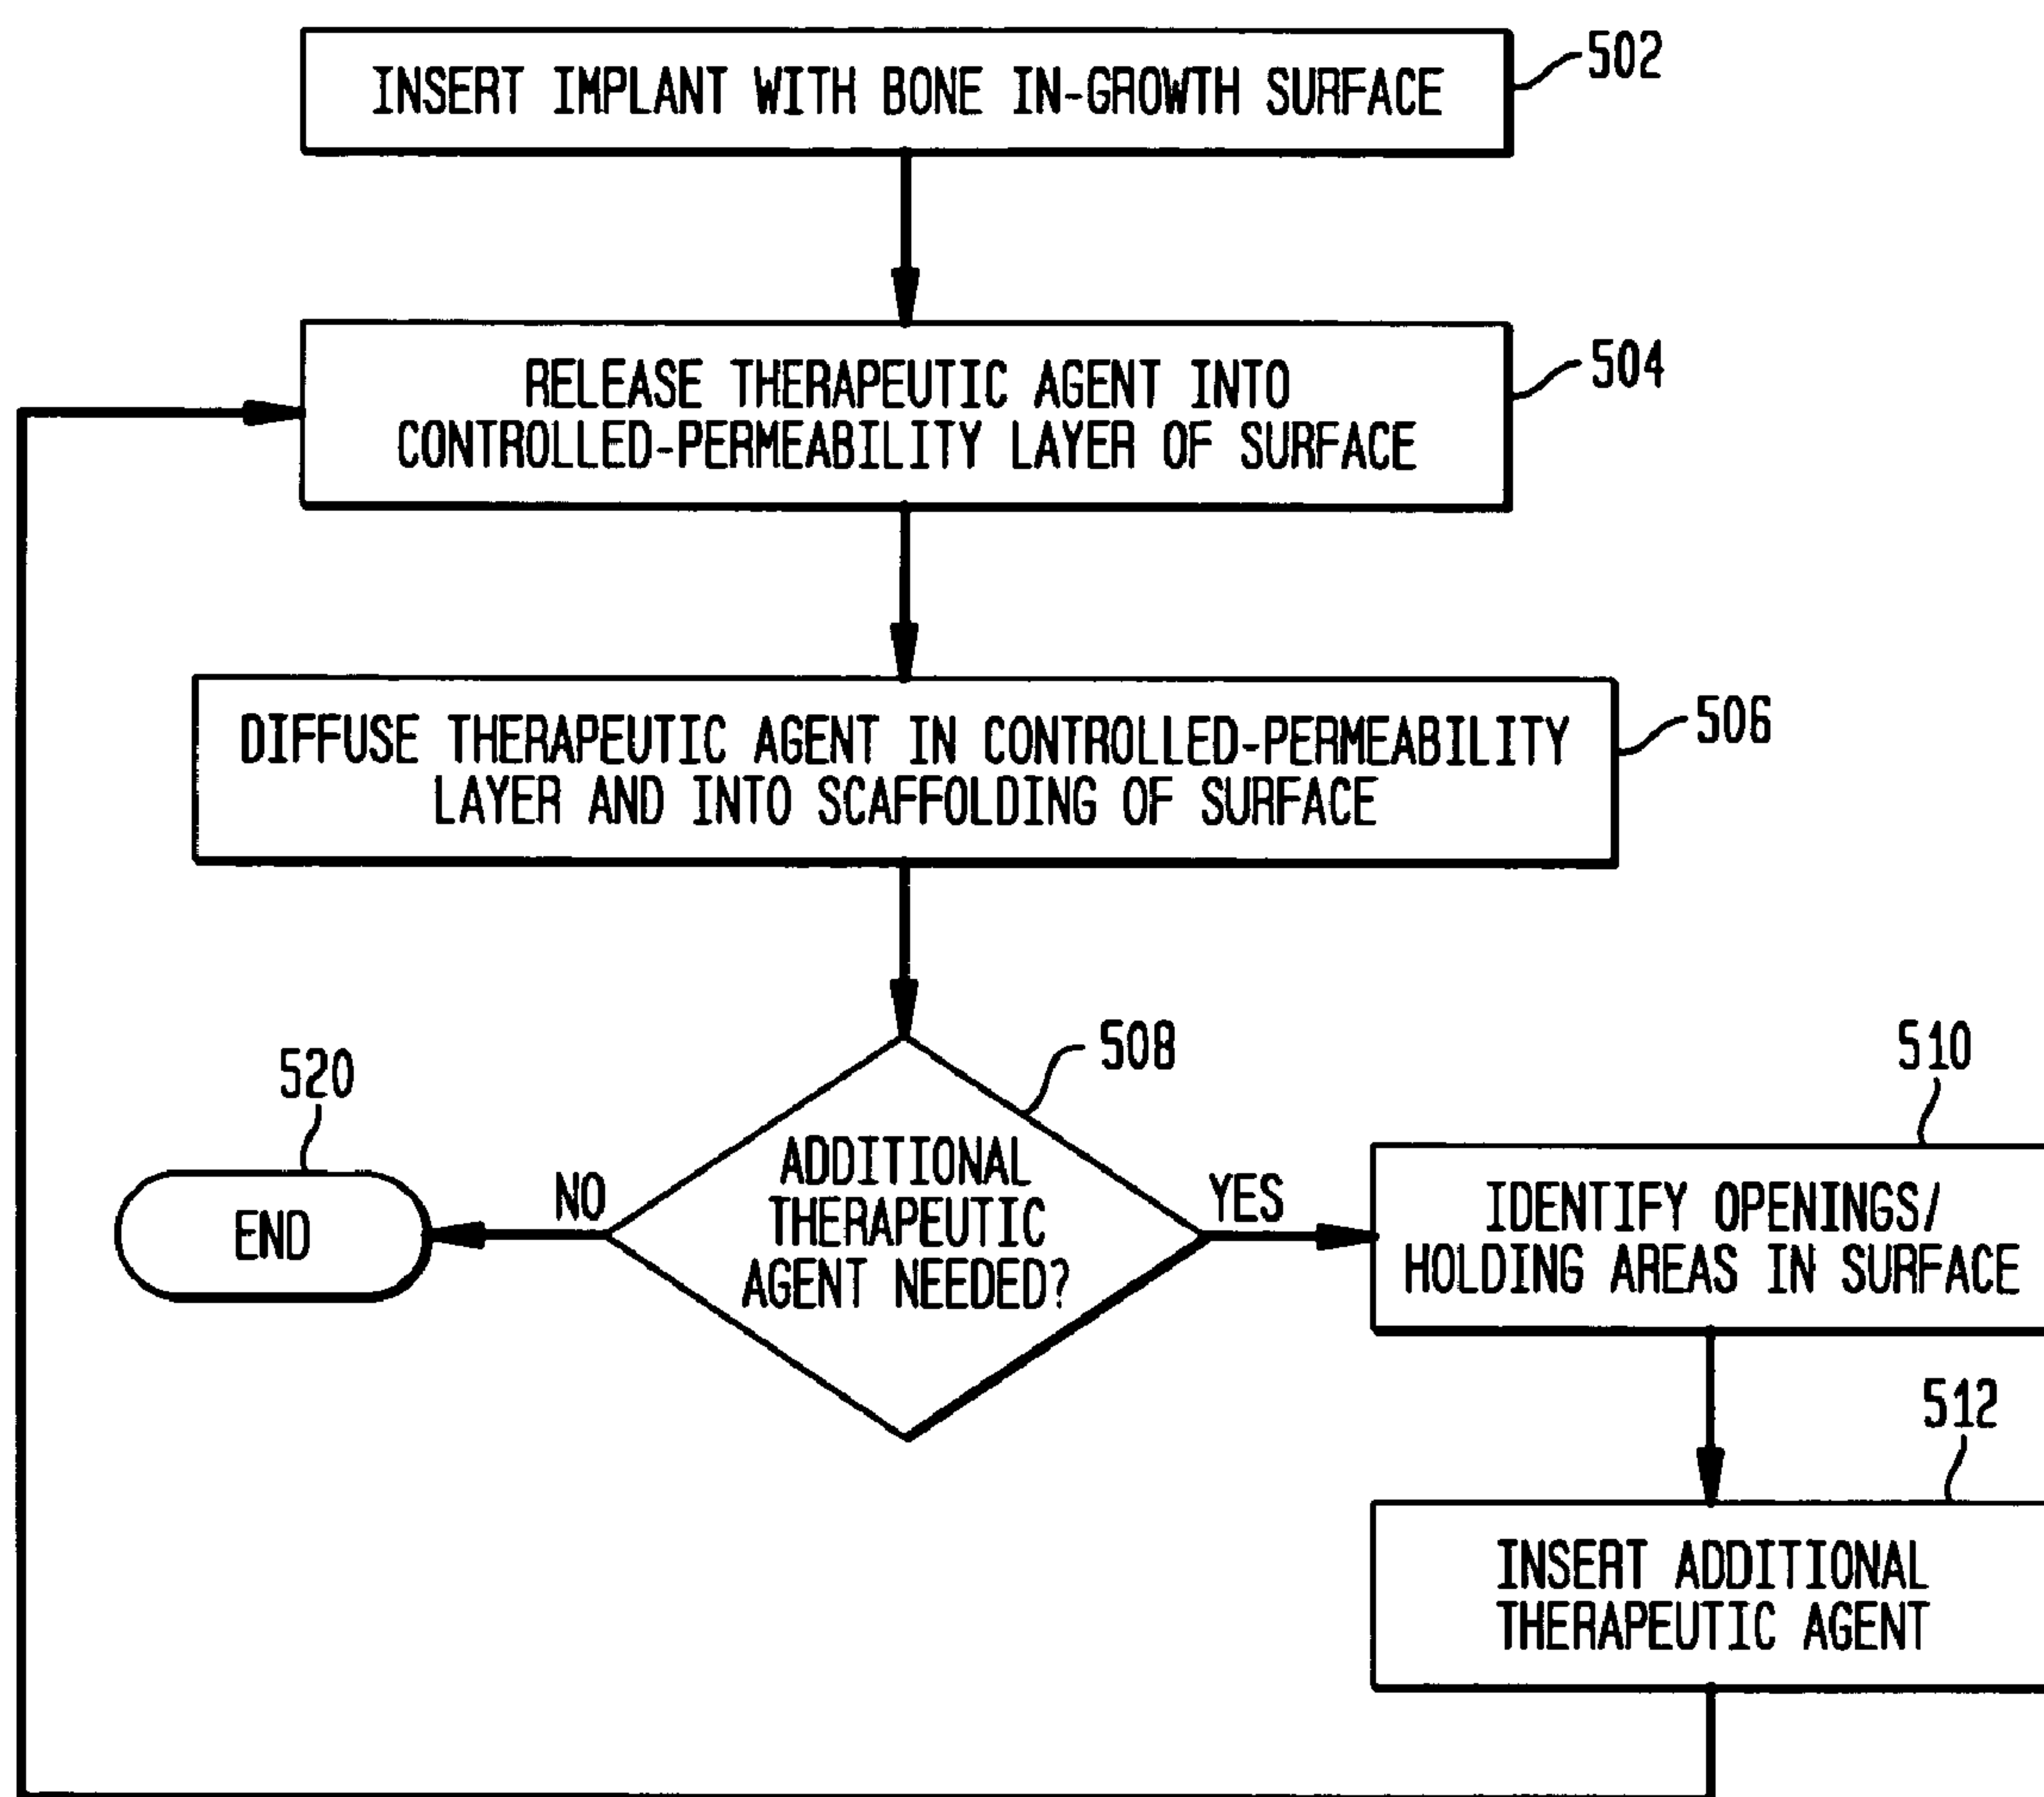 INSERT IMPLANT WITH BONE IN-GROWTH SURFACE
502
RELEASE THERAPEUTIC AGENT INTO
CONTROLLED-PERMEABILITY LAYER OF SURFACE
504
DIFFUSE THERAPEUTIC AGENT IN CONTROLLED-PERMEABILITY
LAYER AND INTO SCAFFOLDING OF SURFACE
506
508
ADDITIONAL
THERAPEUTIC
AGENT NEEDED?
NO
520
END
YES
510
IDENTIFY OPENINGS/
HOLDING AREAS IN SURFACE
512
INSERT ADDITIONAL
THERAPEUTIC AGENT